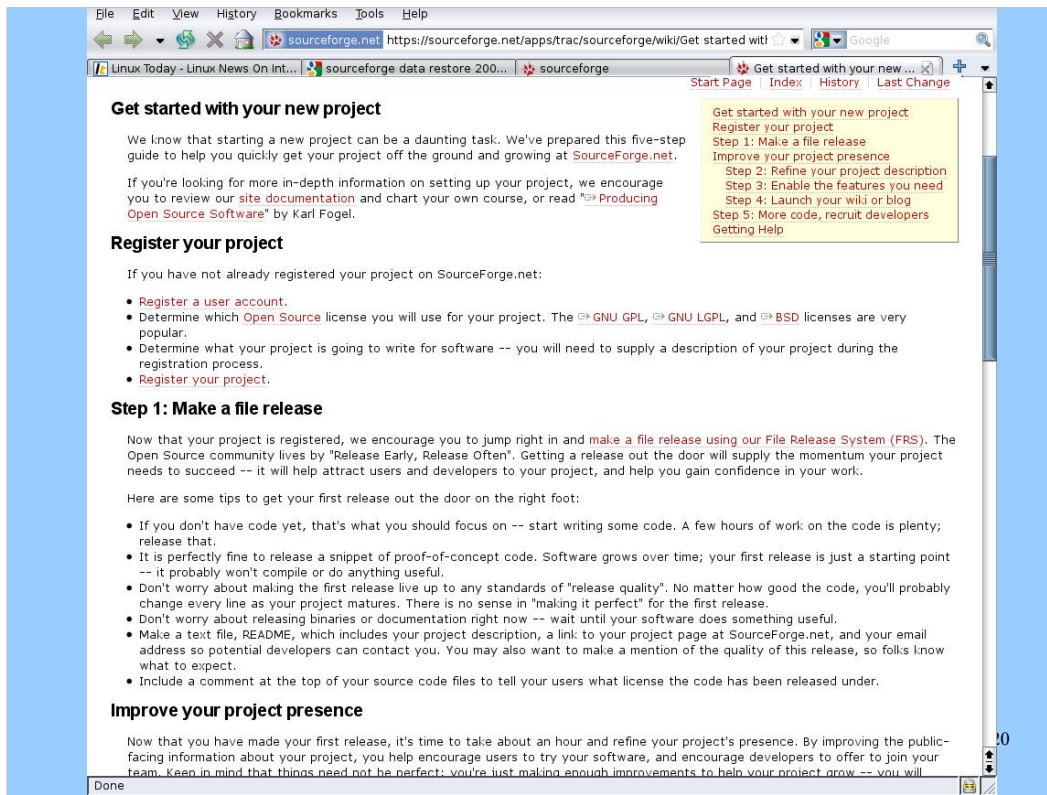 File Edit View History Bookmarks Tools Help
sourceforge.net https://sourceforge.net/apps/trac/sourceforge/wiki/Get started with Google
Linux Today - Linux News On Int... sourceforge data restore 200... sourceforge Get started with your new ...
Start Page Index History Last Change
Get started with your new project
We know that starting a new project can be a daunting task. We've prepared this five-step
guide to help you quickly get your project off the ground and growing at SourceForge.net.
If you're looking for more in-depth information on setting up your project, we encourage
you to review our site documentation and chart your own course, or read "Producing
Open Source Software" by Karl Fogel.
Get started with your new project
Register your project
Step 1: Make a file release
Improve your project presence
Step 2: Refine your project description
Step 3: Enable the features you need
Step 4: Launch your wiki or blog
Step 5: More code, recruit developers
Getting Help
Register your project
If you have not already registered your project on SourceForge.net:
• Register a user account.
• Determine which Open Source license you will use for your project. The GNU GPL, GNU LGPL, and BSD licenses are very
popular.
• Determine what your project is going to write for software -- you will need to supply a description of your project during the
registration process.
• Register your project.
Step 1: Make a file release
Now that your project is registered, we encourage you to jump right in and make a file release using our File Release System (FRS). The
Open Source community lives by "Release Early, Release Often". Getting a release out the door will supply the momentum your project
needs to succeed -- it will help attract users and developers to your project, and help you gain confidence in your work.
Here are some tips to get your first release out the door on the right foot:
• If you don't have code yet, that's what you should focus on -- start writing some code. A few hours of work on the code is plenty;
release that.
• It is perfectly fine to release a snippet of proof-of-concept code. Software grows over time; your first release is just a starting point
-- it probably won't compile or do anything useful.
• Don't worry about making the first release live up to any standards of "release quality". No matter how good the code, you'll probably
change every line as your project matures. There is no sense in "making it perfect" for the first release.
• Don't worry about releasing binaries or documentation right now -- wait until your software does something useful.
• Make a text file, README, which includes your project description, a link to your project page at SourceForge.net, and your email
address so potential developers can contact you. You may also want to make a mention of the quality of this release, so folks know
what to expect.
• Include a comment at the top of your source code files to tell your users what license the code has been released under.
Improve your project presence
Now that you have made your first release, it's time to take about an hour and refine your project's presence. By improving the public-
facing information about your project, you help encourage users to try your software, and encourage developers to offer to join your
team. Keep in mind that things need not be perfect; you're just making enough improvements to help your project grow -- you will
Done